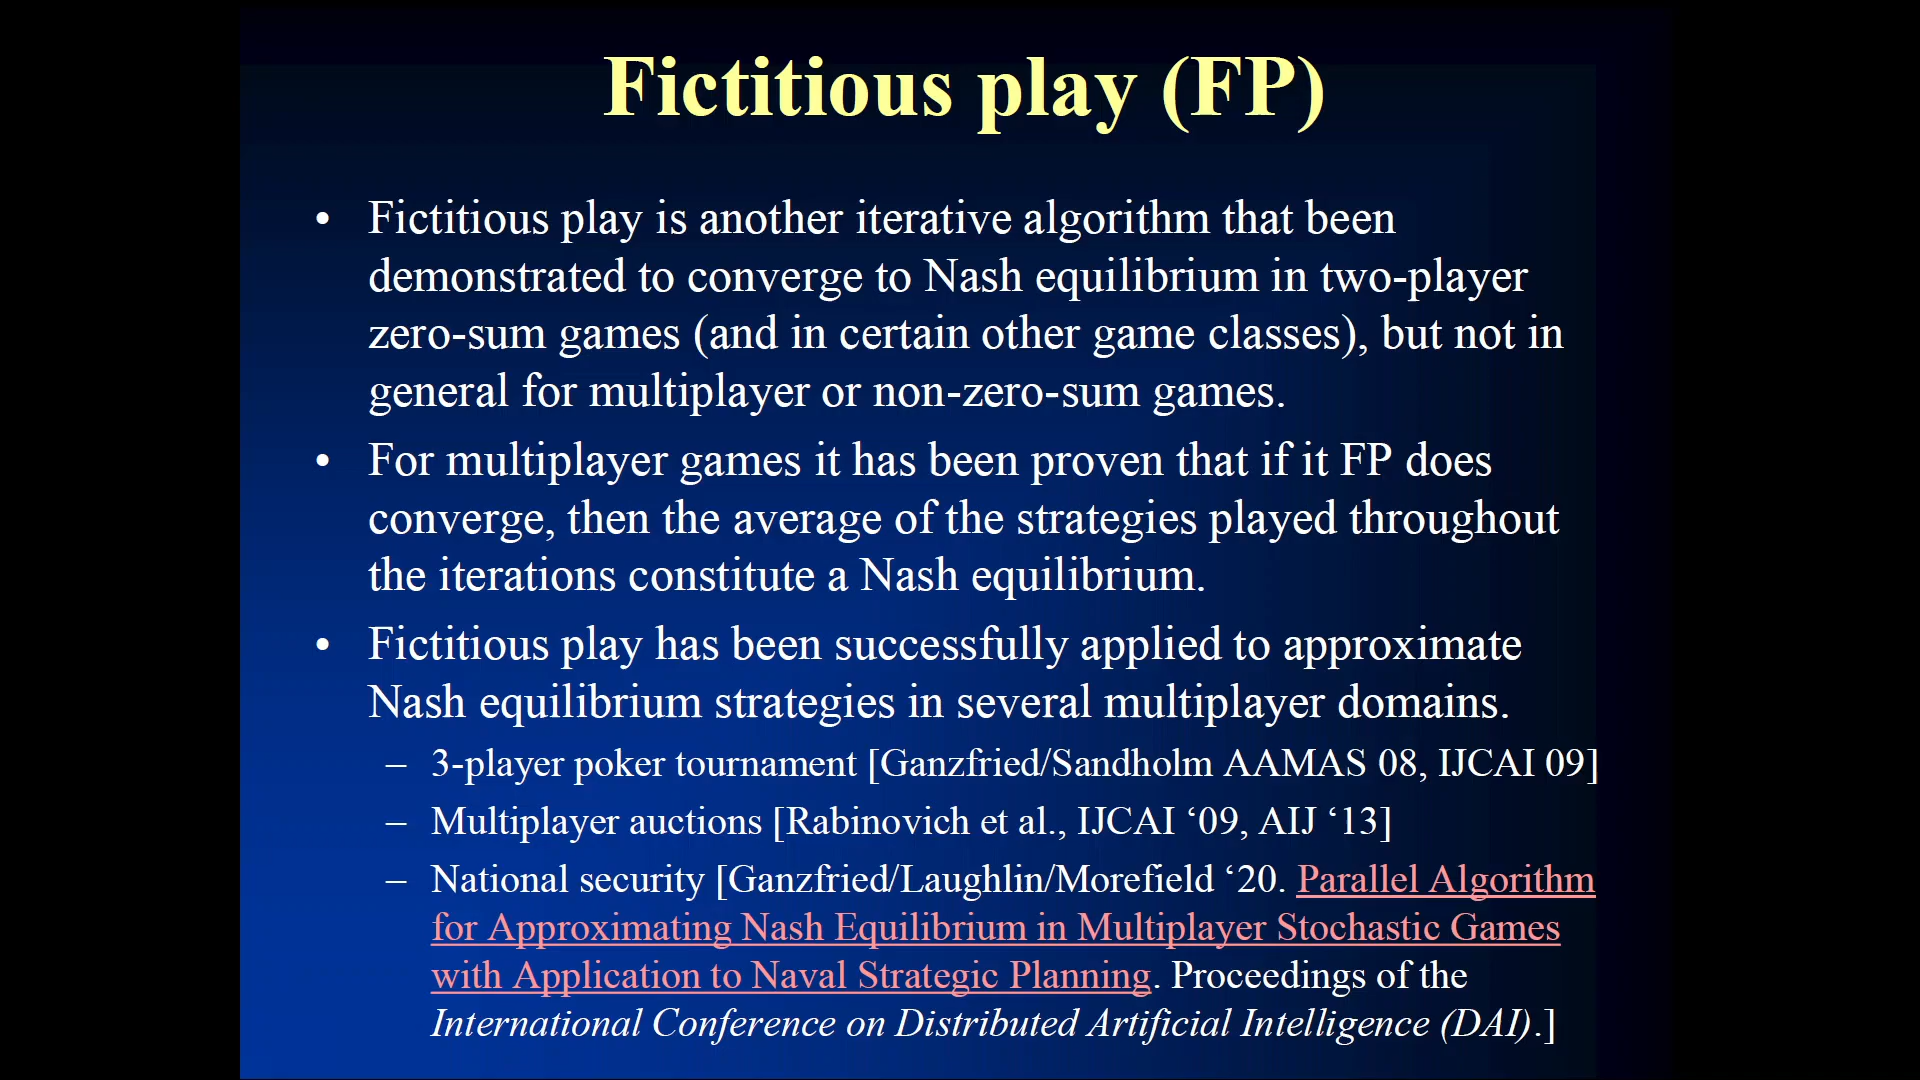 Fictitious play (FP)
• Fictitious play is another iterative algorithm that been
demonstrated to converge to Nash equilibrium in two-player
zero-sum games (and in certain other game classes), but not in
general for multiplayer or non-zero-sum games.
• For multiplayer games it has been proven that if it FP does
converge, then the average of the strategies played throughout
the iterations constitute a Nash equilibrium.
• Fictitious play has been successfully applied to approximate
Nash equilibrium strategies in several multiplayer domains.
– 3-player poker tournament [Ganzfried/Sandholm AAMAS 08, IJCAI 09]
– Multiplayer auctions [Rabinovich et al., IJCAI ‘09, AIJ ‘13]
– National security [Ganzfried/Laughlin/Morefield ‘20. Parallel Algorithm
for Approximating Nash Equilibrium in Multiplayer Stochastic Games
with Application to Naval Strategic Planning. Proceedings of the
International Conference on Distributed Artificial Intelligence (DAI).]